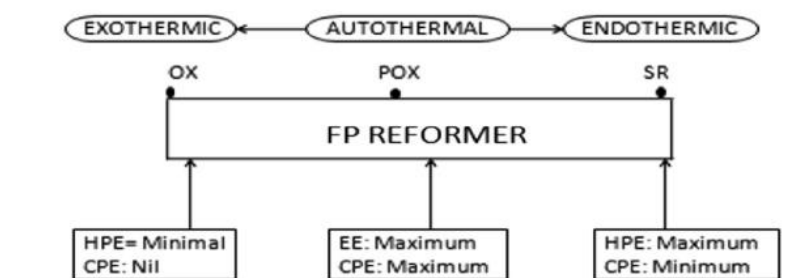 EXOTHERMIC AUTOTHERMAL ENDOTHERMIC
OX POX SR
FP REFORMER
HPE= Minimal EE: Maximum HPE: Maximum
CPE: Nil CPE: Maximum CPE: Minimum